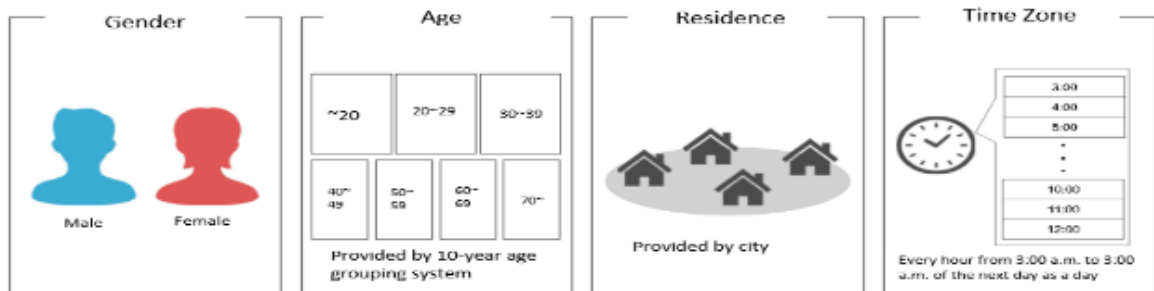 Gender
Male
Female
Age
~20
20~29
30~39
40~
49
50~
59
60~
69
70~
Provided by 10-year age
grouping system
Residence
Provided by city
Time Zone
3:00
4:00
5:00
10:00
11:00
12:00
Every hour from 3:00 a.m. to 3:00
a.m. of the next day as a day